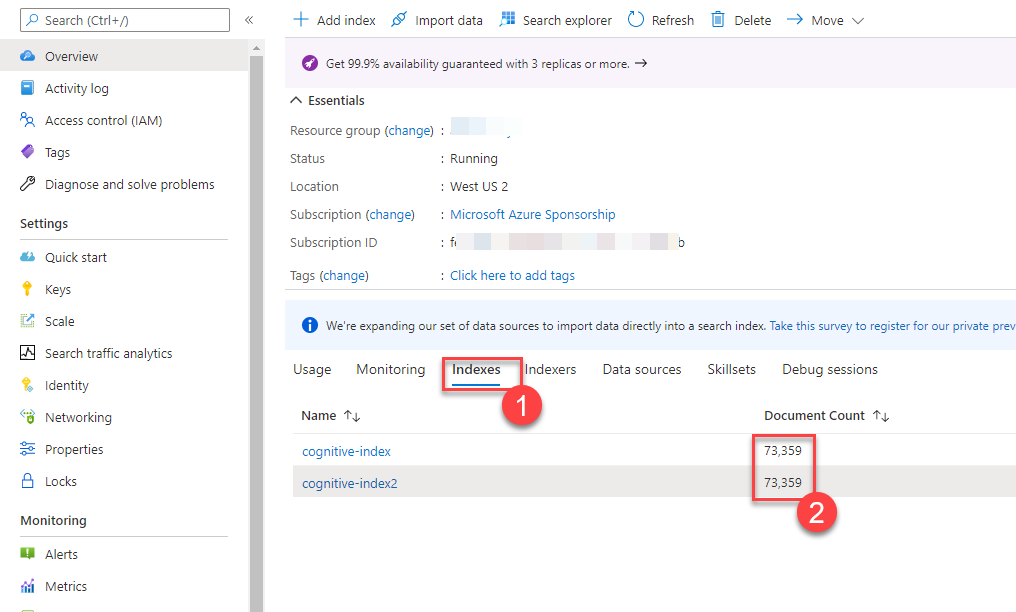 Search (Ctrl+/) «
Add index Import data Search explorer Refresh Delete Move
Overview
Activity log
Access control (IAM)
Tags
Diagnose and solve problems
Settings
Quick start
Keys
Scale
Search traffic analytics
Identity
Networking
Properties
Locks
Monitoring
Alerts
Metrics
Get 99.9% availability guaranteed with 3 replicas or more. →
Essentials
Resource group (change) :
Status : Running
Location : West US 2
Subscription (change) : Microsoft Azure Sponsorship
Subscription ID : b
Tags (change) : Click here to add tags
We're expanding our set of data sources to import data directly into a search index. Take this survey to register for our private prev
Usage Monitoring Indexes Indexers Data sources Skillsets Debug sessions
1
Name ↑↓ Document Count ↑↓
cognitive-index 73,359
cognitive-index2 73,359
2